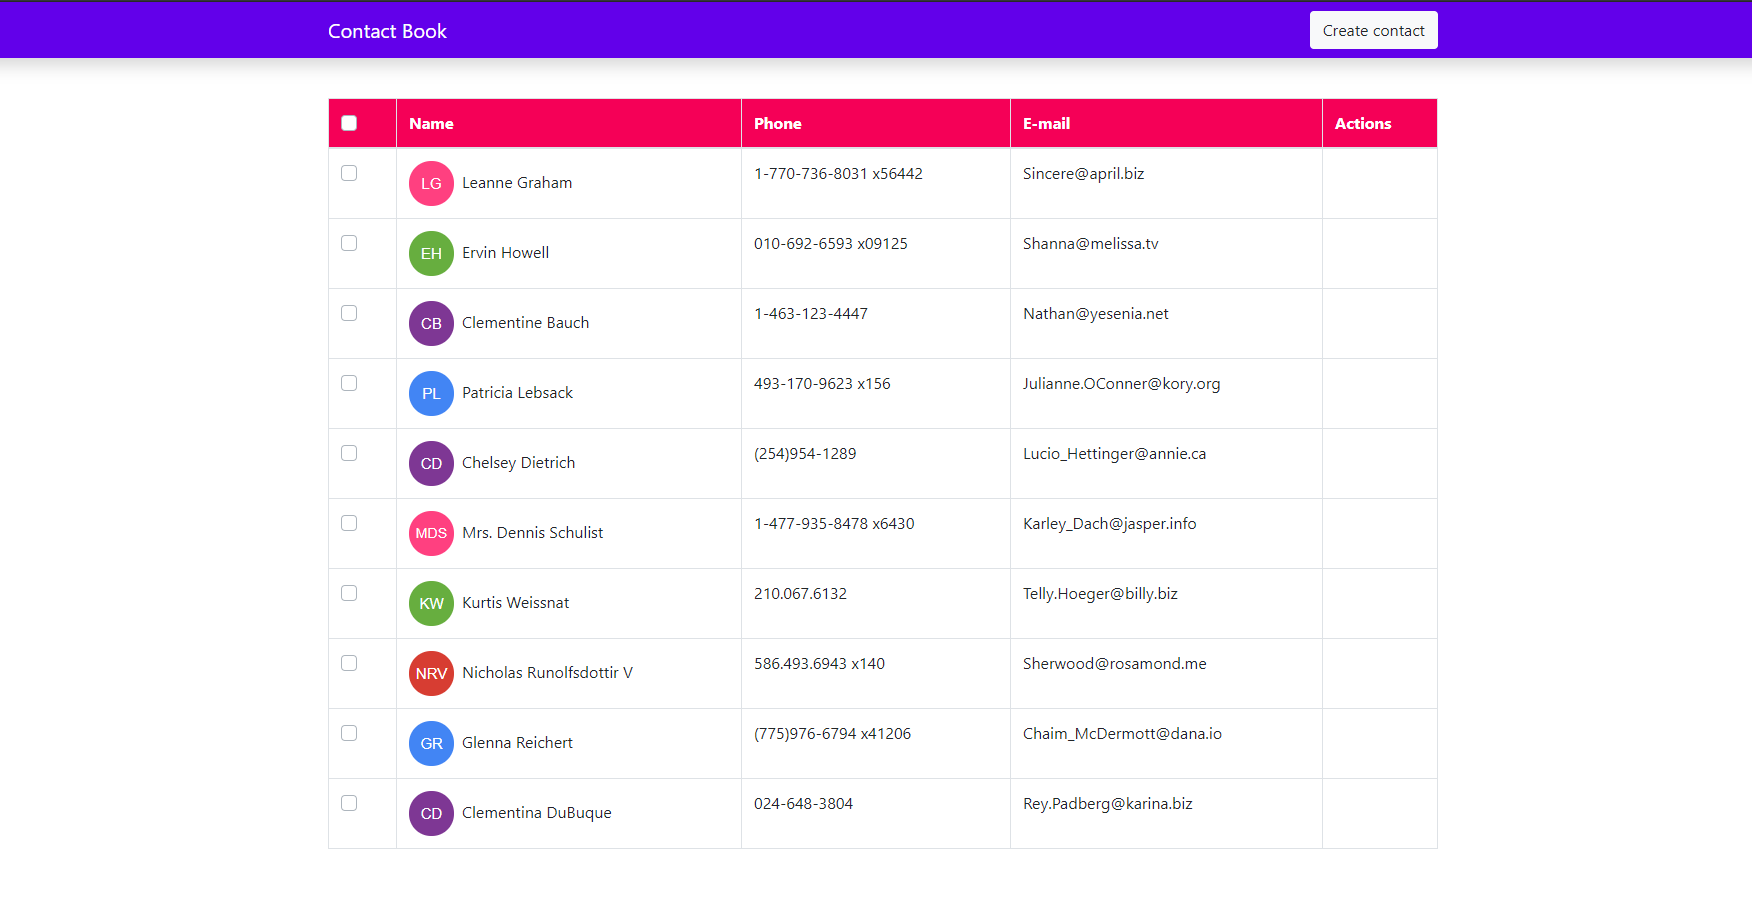 Contact Book Create contact
Name Phone E-mail Actions
LG Leanne Graham 1-770-736-8031 x56442 Sincere@april.biz
EH Ervin Howell 010-692-6593 x09125 Shanna@melissa.tv
CB Clementine Bauch 1-463-123-4447 Nathan@yesenia.net
PL Patricia Lebsack 493-170-9623 x156 Julianne.OConner@kory.org
CD Chelsey Dietrich (254)954-1289 Lucio_Hettinger@annie.ca
MDS Mrs. Dennis Schulist 1-477-935-8478 x6430 Karley_Dach@jasper.info
KW Kurtis Weissnat 210.067.6132 Telly.Hoeger@billy.biz
NRV Nicholas Runolfsdottir V 586.493.6943 x140 Sherwood@rosamond.me
GR Glenna Reichert (775)976-6794 x41206 Chaim_McDermott@dana.io
CD Clementina DuBuque 024-648-3804 Rey.Padberg@karina.biz